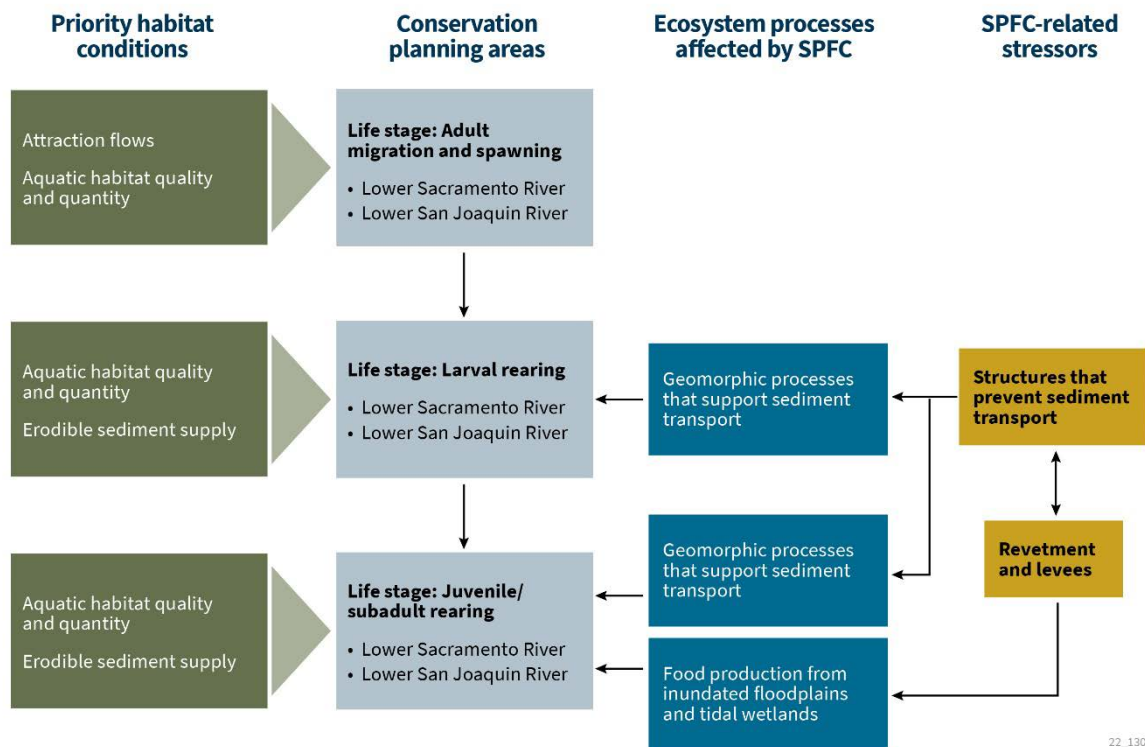 Priority habitat
conditions
Conservation
planning areas
Ecosystem processes
affected by SPFC
SPFC-related
stressors
Attraction flows
Aquatic habitat quality
and quantity
Life stage: Adult
migration and spawning
• Lower Sacramento River
• Lower San Joaquin River
Aquatic habitat quality
and quantity
Erodible sediment supply
Life stage: Larval rearing
• Lower Sacramento River
• Lower San Joaquin River
Geomorphic processes
that support sediment
transport
Structures that
prevent sediment
transport
Aquatic habitat quality
and quantity
Erodible sediment supply
Life stage: Juvenile/
subadult rearing
• Lower Sacramento River
• Lower San Joaquin River
Geomorphic processes
that support sediment
transport
Revetment
and levees
Food production from
inundated floodplains
and tidal wetlands
22_130